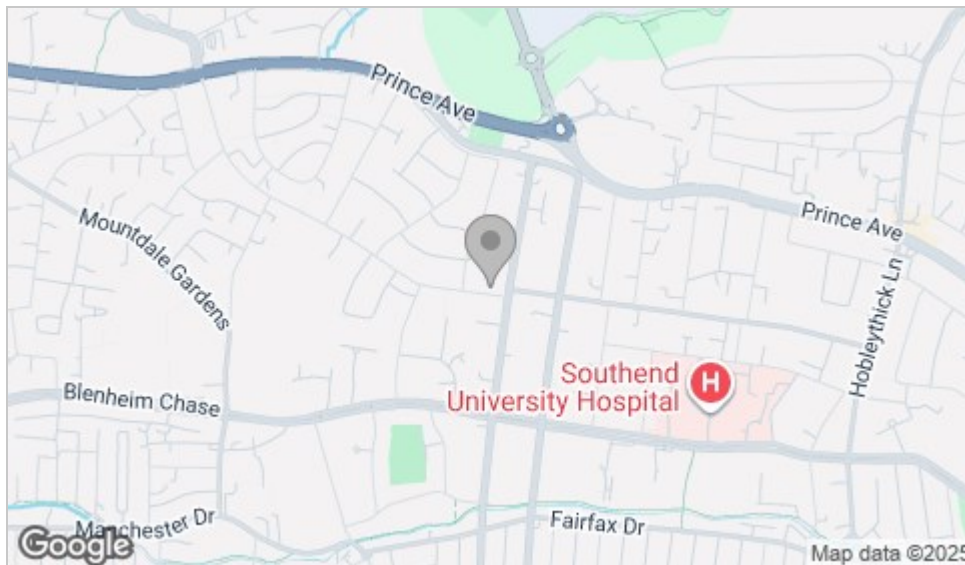 Prince Ave
Prince Ave
Mountdale Gardens
Hobleythick Ln
Southend
University Hospital
H
Blenheim Chase
Manchester Dr
Fairfax Dr
Google
Map data ©2025